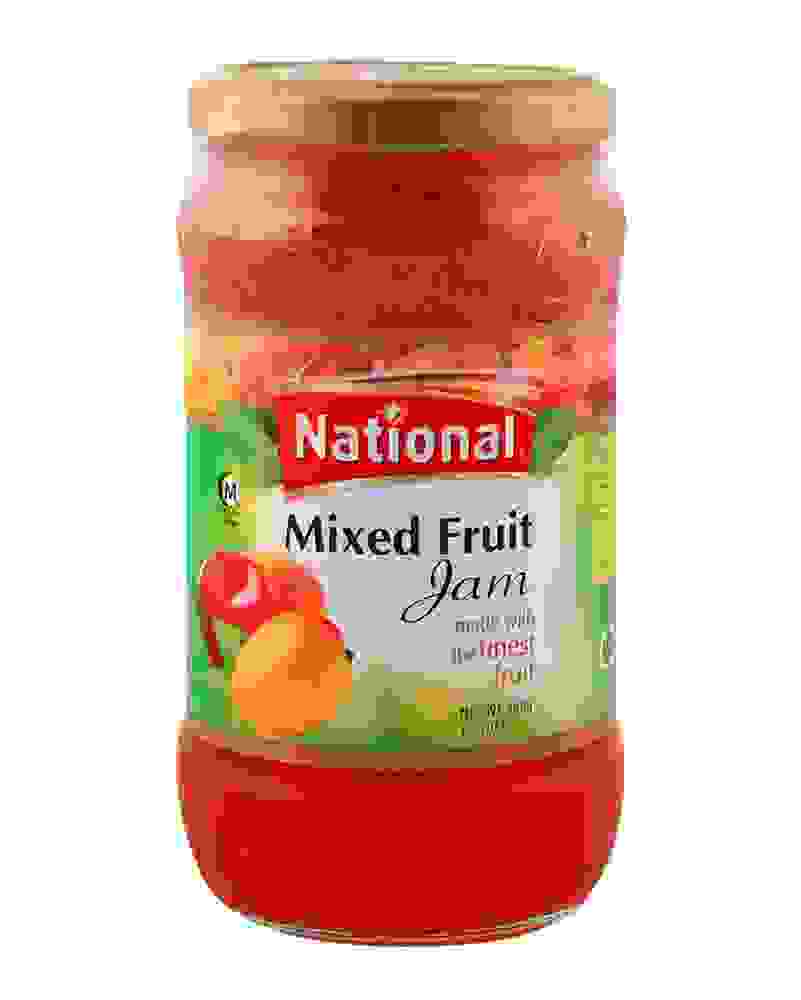 National
M
Mixed Fruit
Jam
made with
the finest
fruit